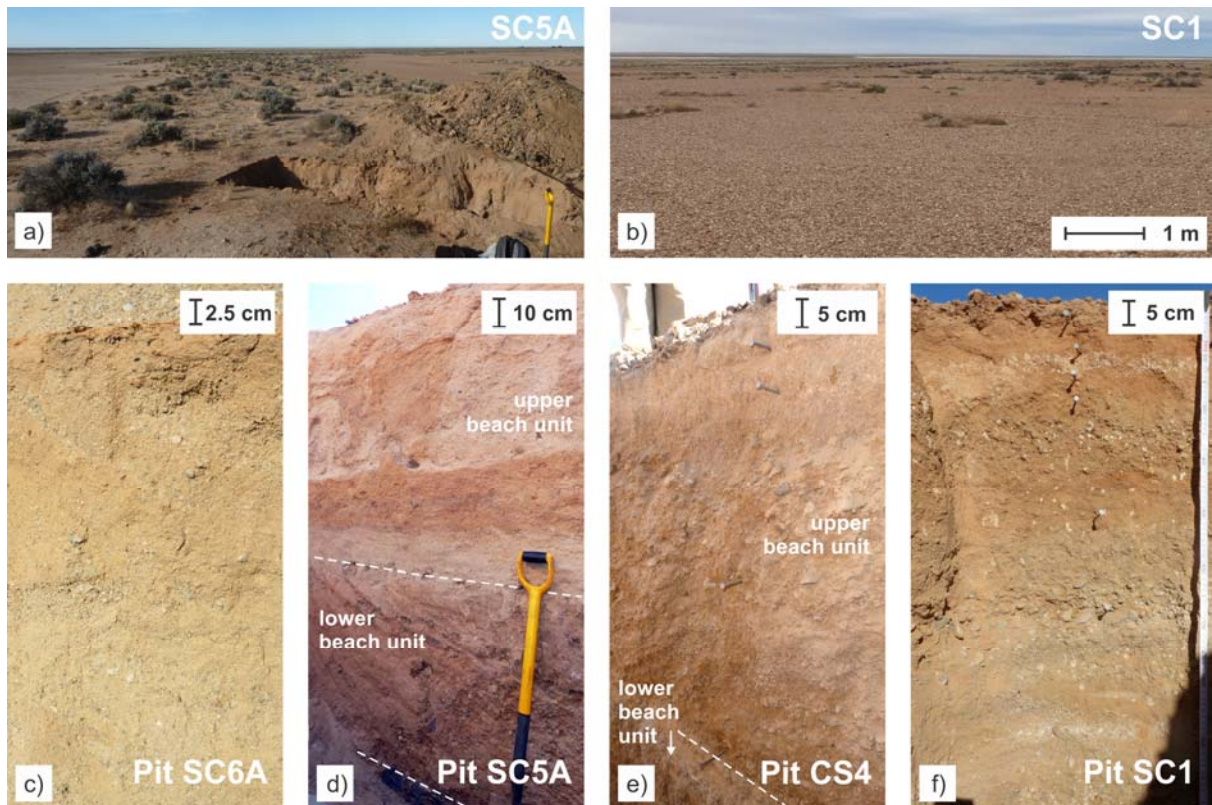 SC5A
a)
SC1
b)
1 m
2.5 cm
c)
Pit SC6A
10 cm
upper
beach unit
lower
beach unit
d)
Pit SC5A
5 cm
upper
beach unit
lower
beach
unit
e)
Pit CS4
5 cm
f)
Pit SC1